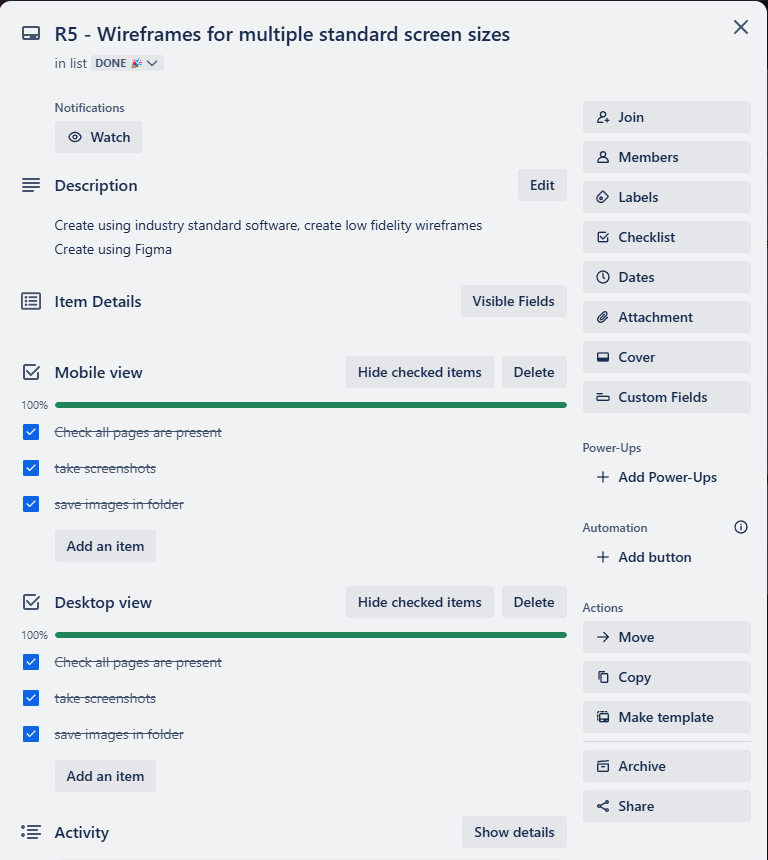 R5 - Wireframes for multiple standard screen sizes
in list DONE 🎉
Notifications
Watch
Description
Edit
Create using industry standard software, create low fidelity wireframes
Create using Figma
Item Details
Visible Fields
Mobile view
Hide checked items
Delete
100%
Check all pages are present
take screenshots
save images in folder
Add an item
Desktop view
Hide checked items
Delete
100%
Check all pages are present
take screenshots
save images in folder
Add an item
Activity
Show details
Join
Members
Labels
Checklist
Dates
Attachment
Cover
Custom Fields
Power-Ups
Add Power-Ups
Automation
Add button
Actions
Move
Copy
Make template
Archive
Share